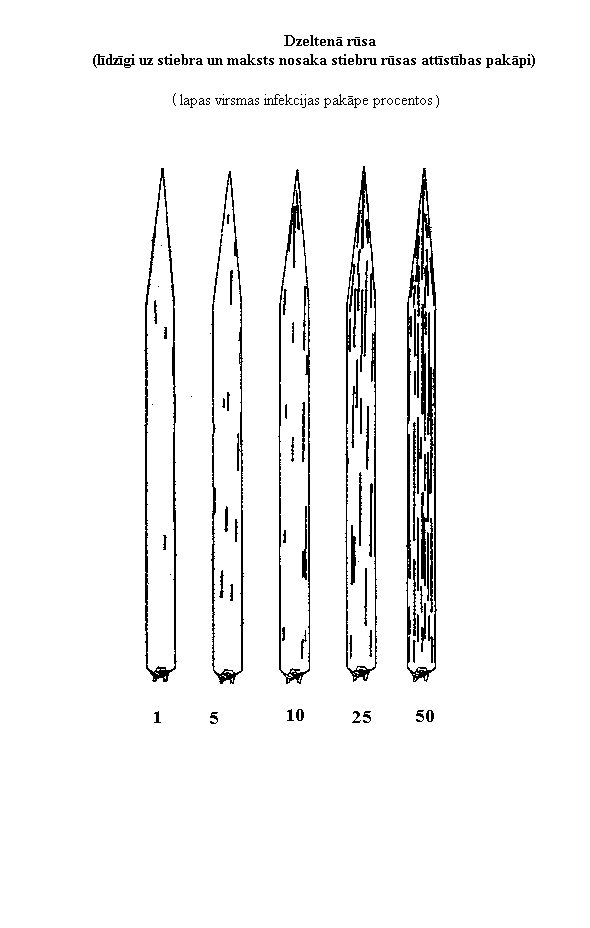 Dzeltenā rūsa
(līdzīgi uz stiebra un maksts nosaka stiebru rūsas attīstības pakāpi)
( lapas virsmas infekcijas pakāpe procentos )
1 5 10 25 50